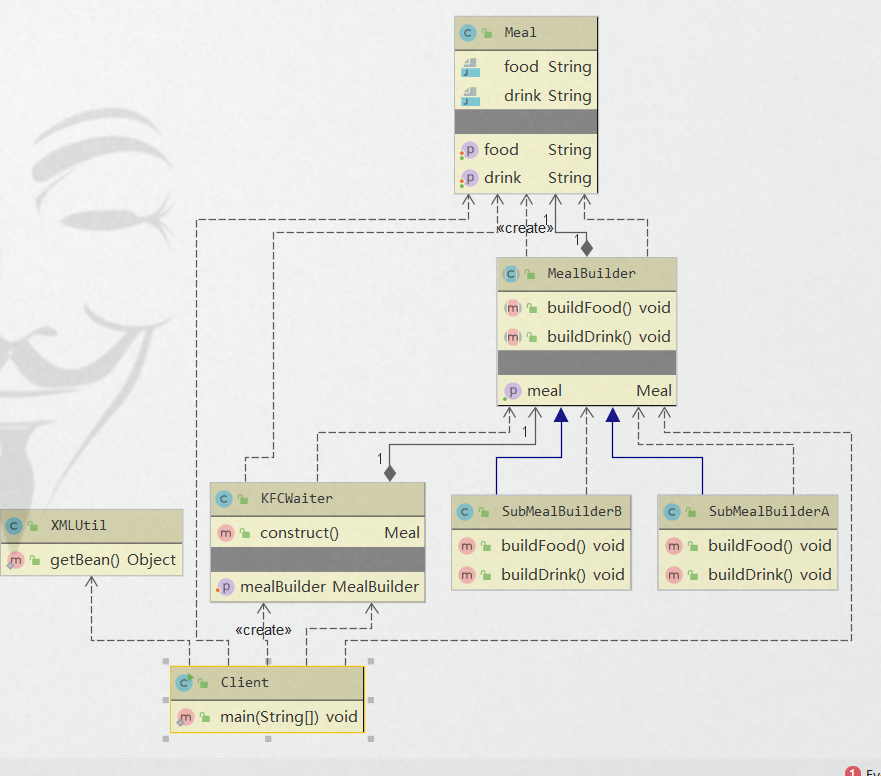 Meal
food String
drink String
food String
drink String
1
«create»
1
MealBuilder
buildFood() void
buildDrink() void
meal Meal
1
1
KFCWaiter
construct() Meal
mealBuilder MealBuilder
SubMealBuilderB
buildFood() void
buildDrink() void
SubMealBuilderA
buildFood() void
buildDrink() void
XMLUtil
getBean() Object
«create»
Client
main(String[]) void
1